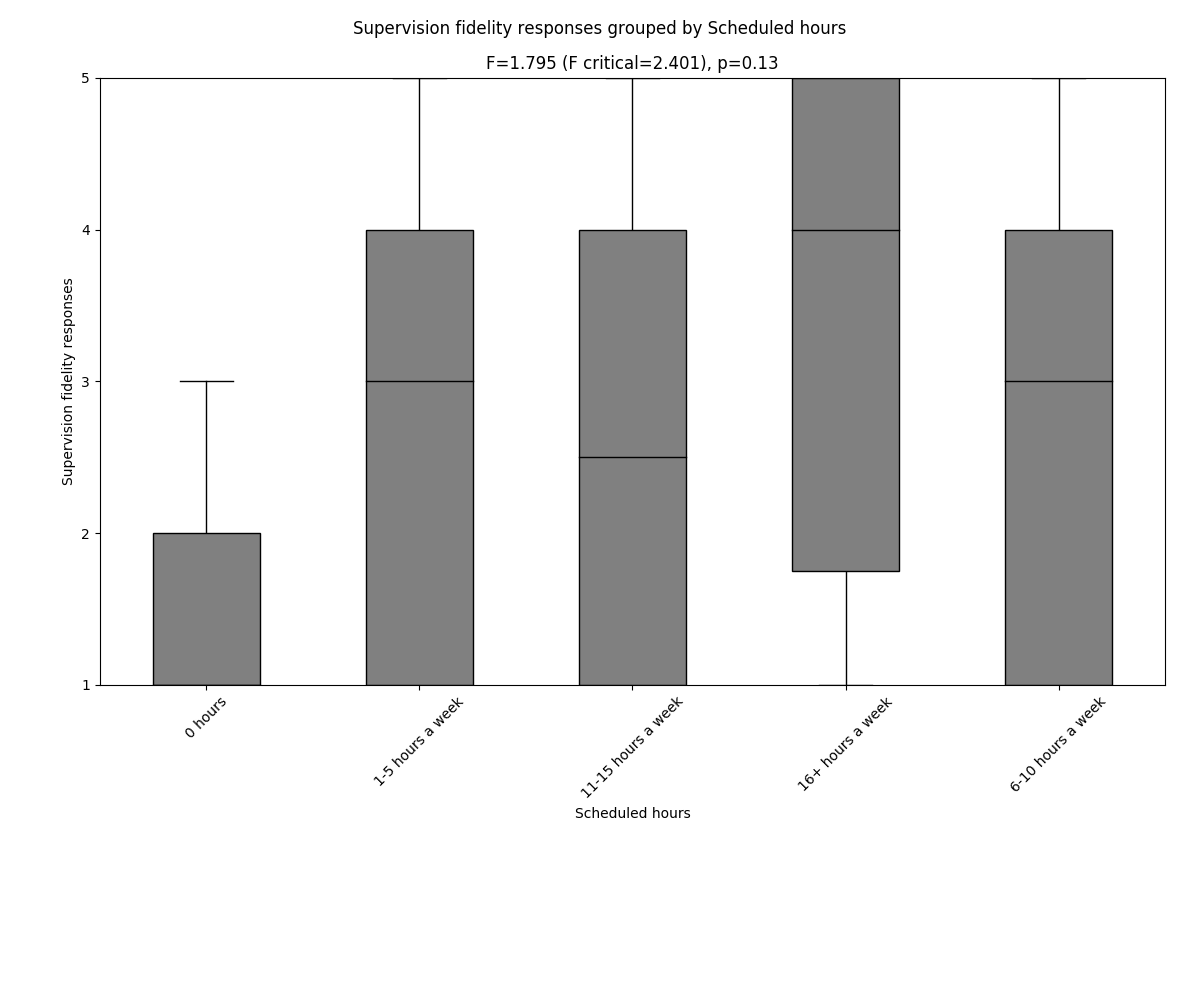 Supervision fidelity responses grouped by Scheduled hours
F=1.795 (F critical=2.401), p=0.13
5
4
3
2
1
Supervision fidelity responses
0 hours
1-5 hours a week
11-15 hours a week
16+ hours a week
6-10 hours a week
Scheduled hours